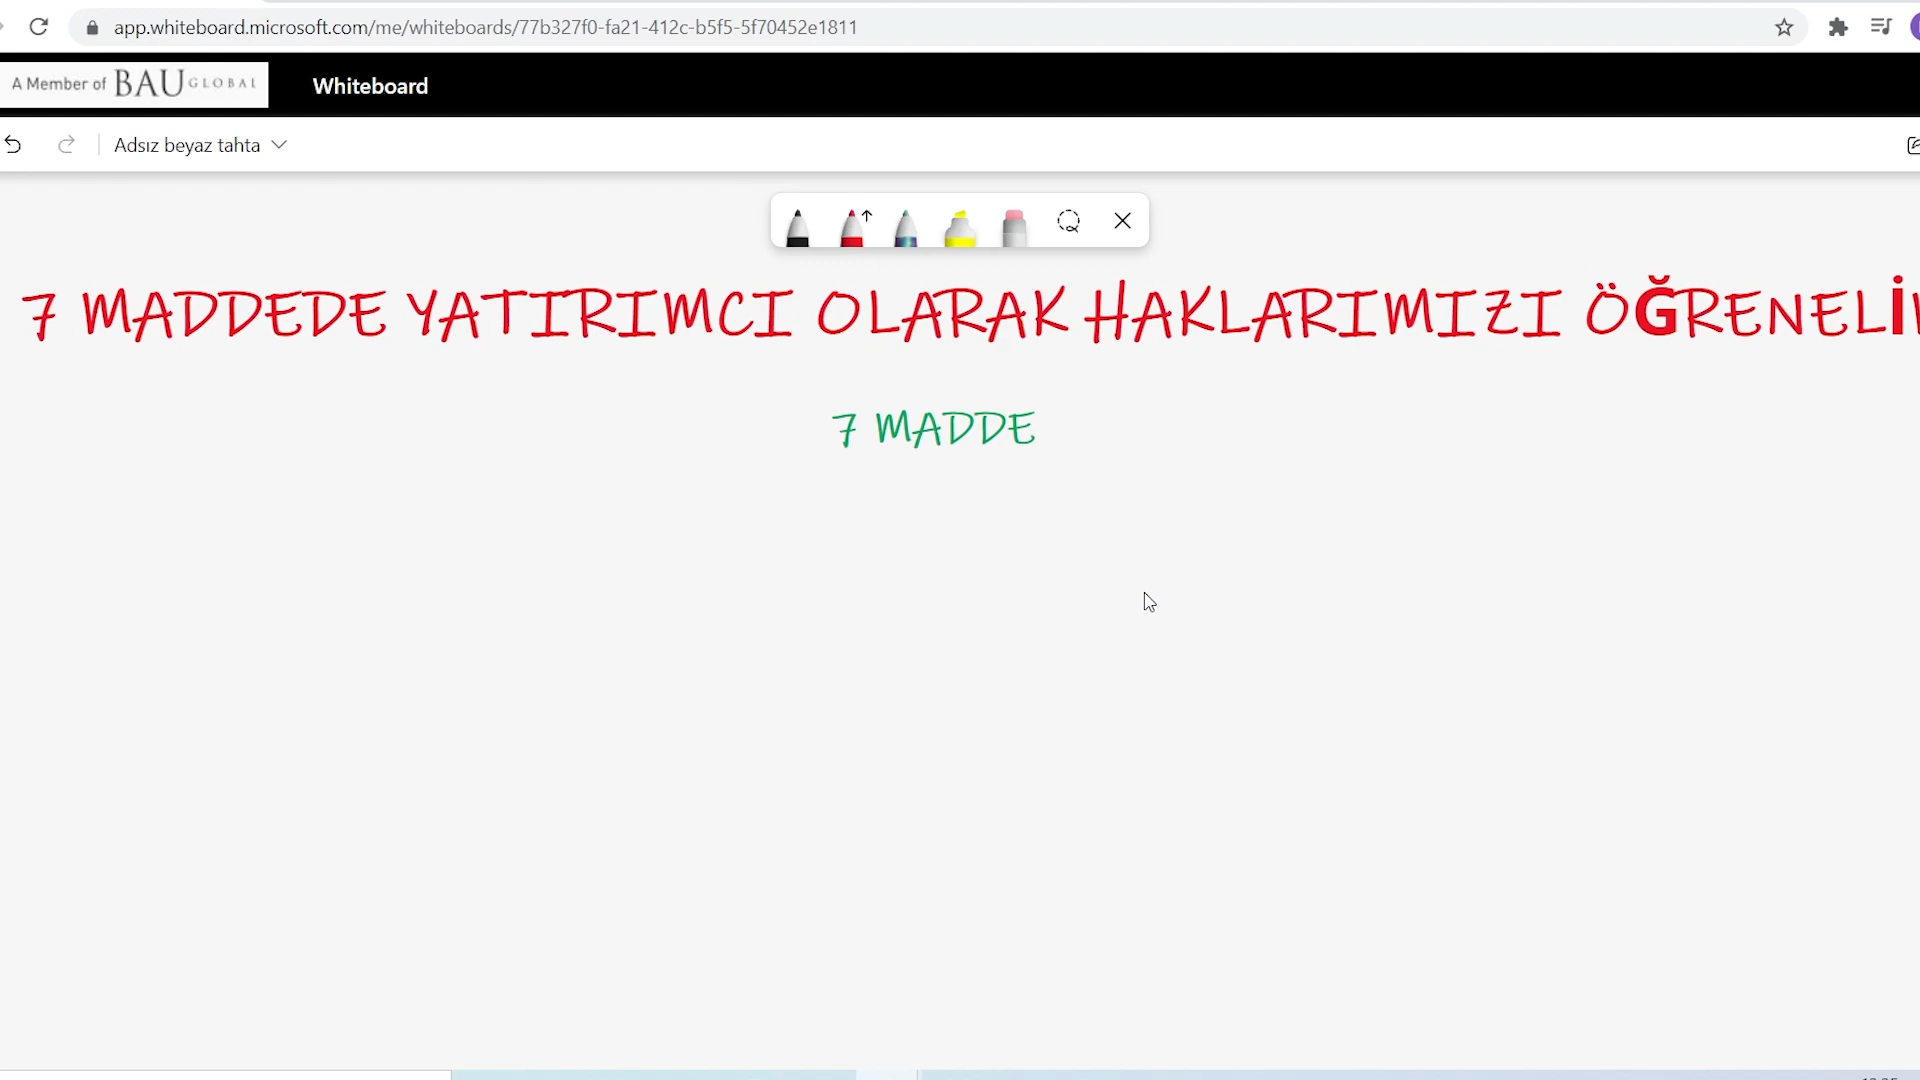 app.whiteboard.microsoft.com/me/whiteboards/77b327f0-fa21-412c-b5f5-5f70452e1811
A Member of BAU GLOBAL
Whiteboard
Adsız beyaz tahta
7 MADDEDE YATIRIMCI OLARAK HAKLARIMIZI
7 MADDE